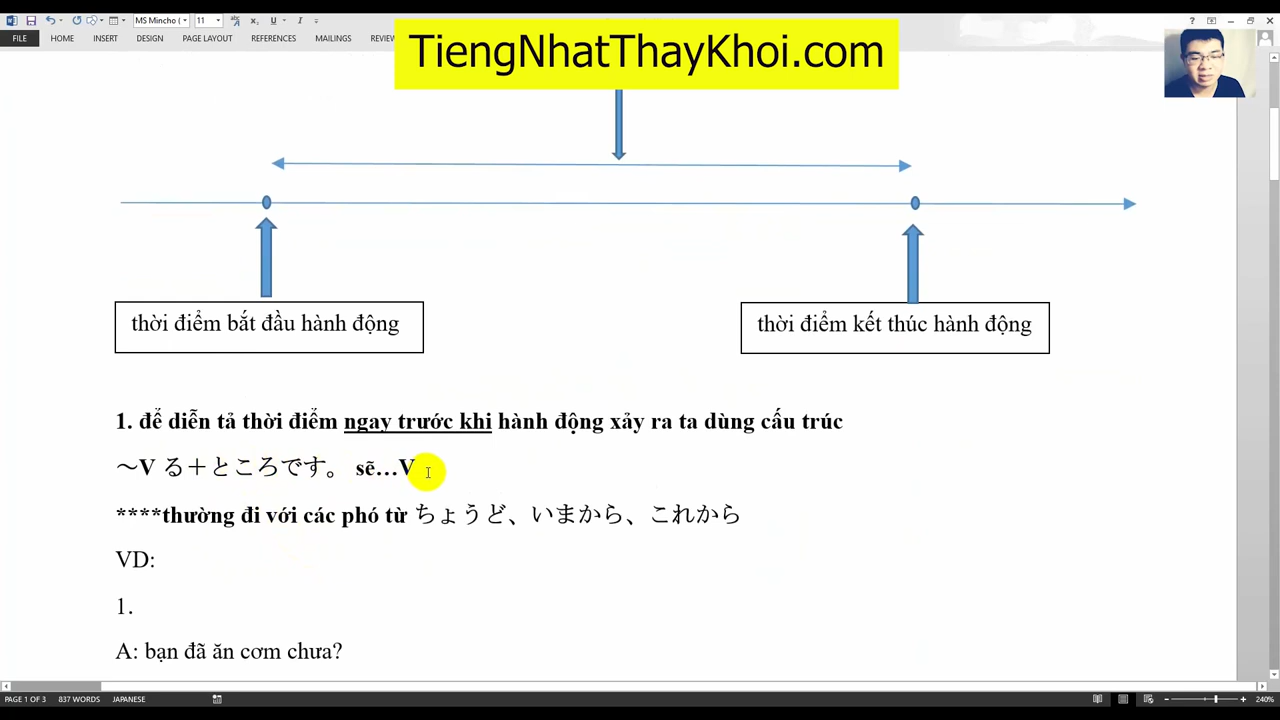 MS Mincho (
11
FILE
HOME
INSERT
DESIGN
PAGE LAYOUT
REFERENCES
MAILINGS
TiengNhatThayKhoi.com
thời điểm bắt đầu hành động
thời điểm kết thúc hành động
1. để diễn tả thời điểm ngay trước khi hành động xảy ra ta dùng cấu trúc
～V る＋ところです。 sẽ…V
****thường đi với các phó từ ちょうど、いまから、これから
VD:
1.
A: bạn đã ăn cơm chưa?
PAGE 1 OF 3
837 WORDS
JAPANESE
240%